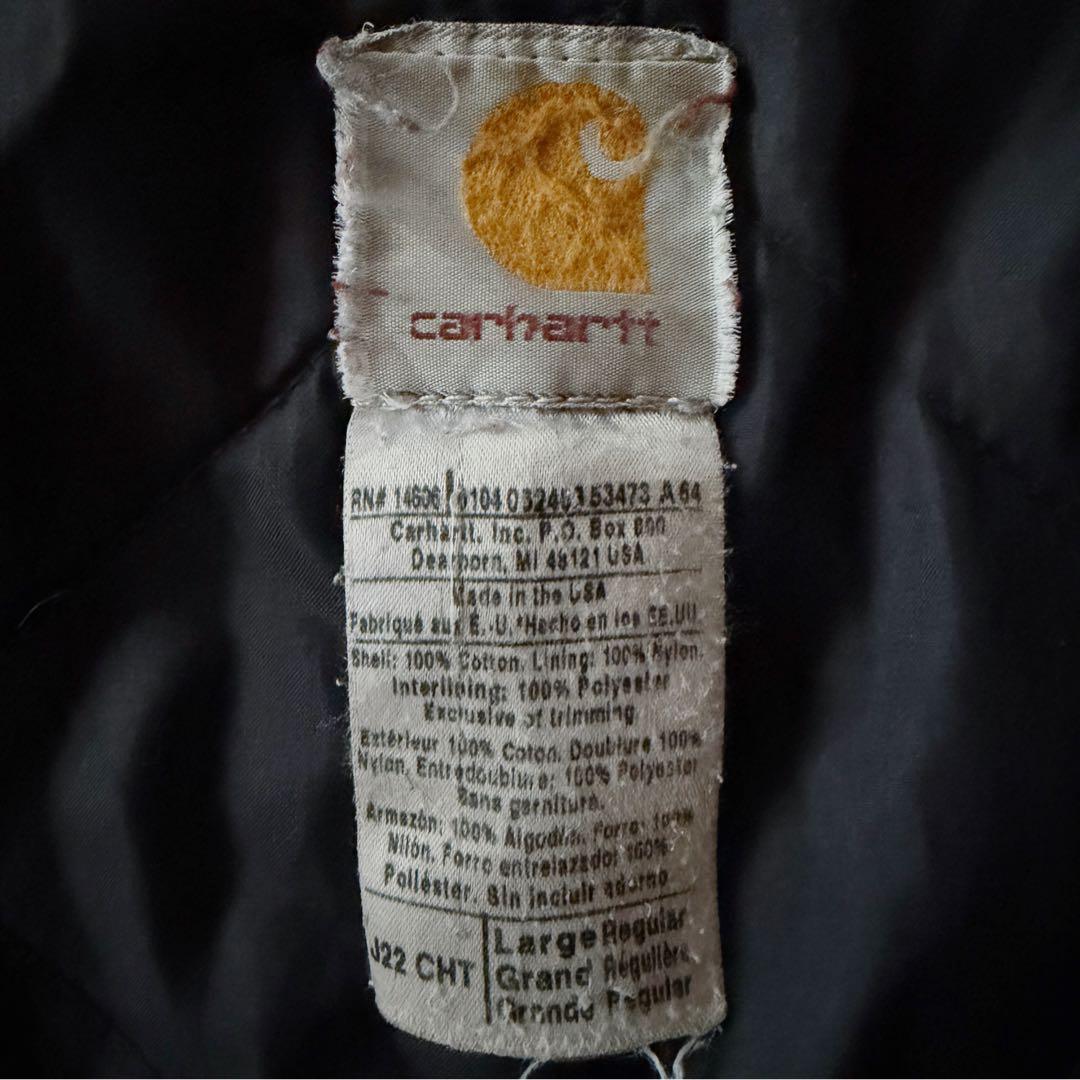 carhartt
RN# 14806 0104 03240 153473 A 64
Carhartt, Inc. P.O. Box 600
Dearborn, MI 48121 USA
Made in the USA
Fabriqué aux E.-U. *Hecho en los EE.UU.
Shell: 100% Cotton. Lining: 100% Nylon.
Interlining: 100% Polyester
Exclusive of trimming
Extérieur 100% Coton. Doublure 100%
Nylon, Entredoublure: 100% Polyester
Sans garniture.
Armazón: 100% Algodón. Forro: 100%
Nilón. Forro entrelazado: 100%
Poliéster. Sin incluir adorno
J22 CHT
Large Regular
Grand Régulière
Grande Regular